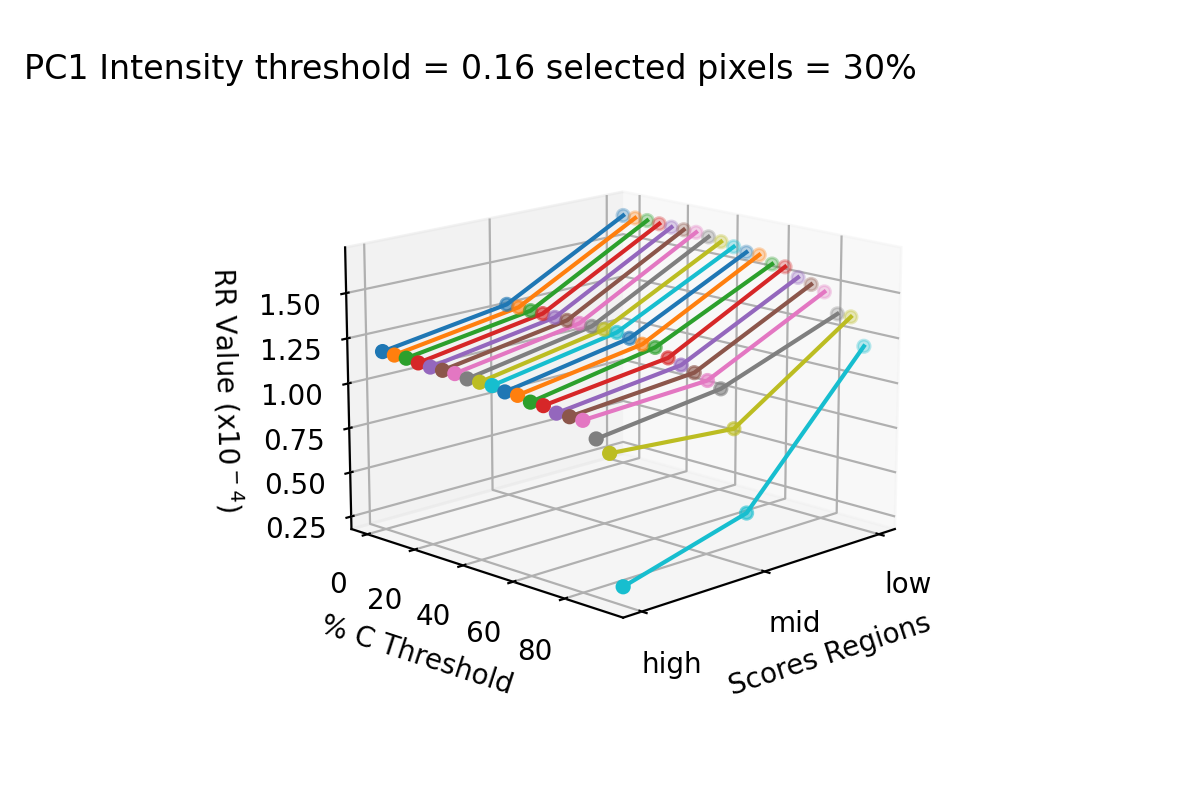 PC1 Intensity threshold = 0.16 selected pixels = 30%
RR Value (x10⁻⁴)
1.50
1.25
1.00
0.75
0.50
0.25
0
20
40
60
80
% C Threshold
high
mid
low
Scores Regions